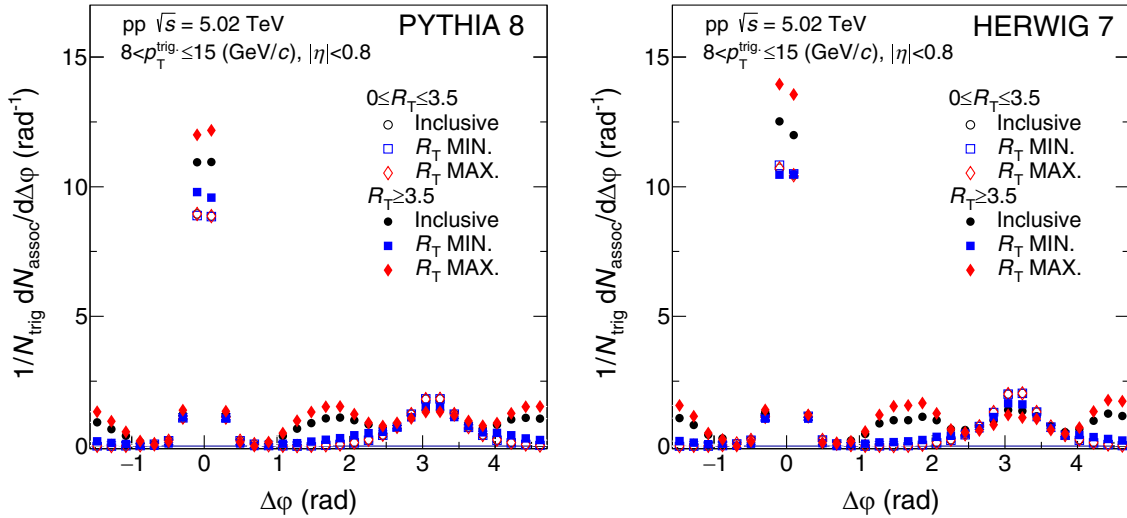 pp √s = 5.02 TeV PYTHIA 8
8<p_T^trig.≤15 (GeV/c), |η|<0.8
0≤R_T≤3.5
Inclusive
R_T MIN.
R_T MAX.
R_T≥3.5
Inclusive
R_T MIN.
R_T MAX.
1/N_trig dN_assoc/dΔφ (rad⁻¹)
15
10
5
0
−1 0 1 2 3 4
Δφ (rad)
pp √s = 5.02 TeV HERWIG 7
8<p_T^trig.≤15 (GeV/c), |η|<0.8
0≤R_T≤3.5
Inclusive
R_T MIN.
R_T MAX.
R_T≥3.5
Inclusive
R_T MIN.
R_T MAX.
1/N_trig dN_assoc/dΔφ (rad⁻¹)
15
10
5
0
−1 0 1 2 3 4
Δφ (rad)